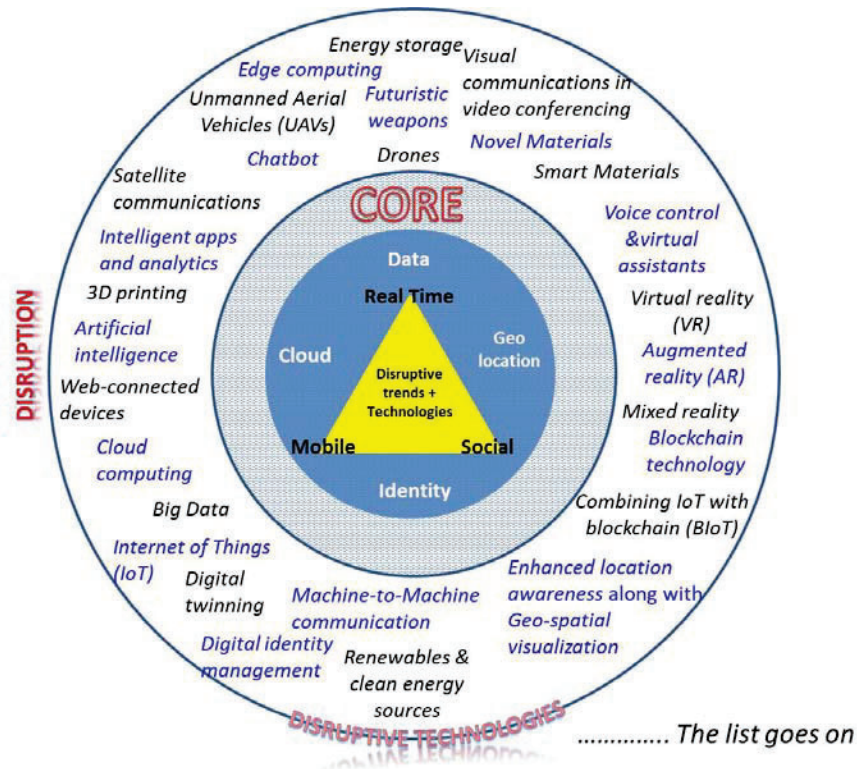 Energy storage
Edge computing
Visual
communications in
video conferencing
Unmanned Aerial
Vehicles (UAVs)
Futuristic
weapons
Chatbot
Drones
Novel Materials
Smart Materials
Satellite
communications
CORE
Voice control
&virtual
assistants
Intelligent apps
and analytics
Data
Real Time
3D printing
Virtual reality
(VR)
Artificial
intelligence
Cloud
Geo
location
Augmented
reality (AR)
DISRUPTION
Disruptive
trends +
Technologies
Web-connected
devices
Mixed reality
Mobile
Social
Blockchain
technology
Cloud
computing
Identity
Big Data
Combining IoT with
blockchain (BIoT)
Internet of Things
(IoT)
Digital
twinning
Machine-to-Machine
communication
Enhanced location
awareness along with
Geo-spatial
visualization
Digital identity
management
Renewables &
clean energy
sources
DISRUPTIVE TECHNOLOGIES
............. The list goes on